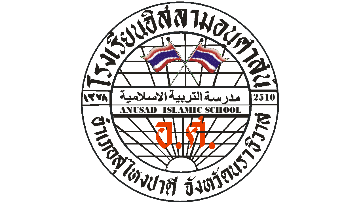 โรงเรียนอิสลามอนุศาสน์
مدرسة التربية الاسلامية
١٣٨٧ 2510
ANUSAD ISLAMIC SCHOOL
อ.ศ.
อำเภอสุไหงปาดี จังหวัดนราธิวาส